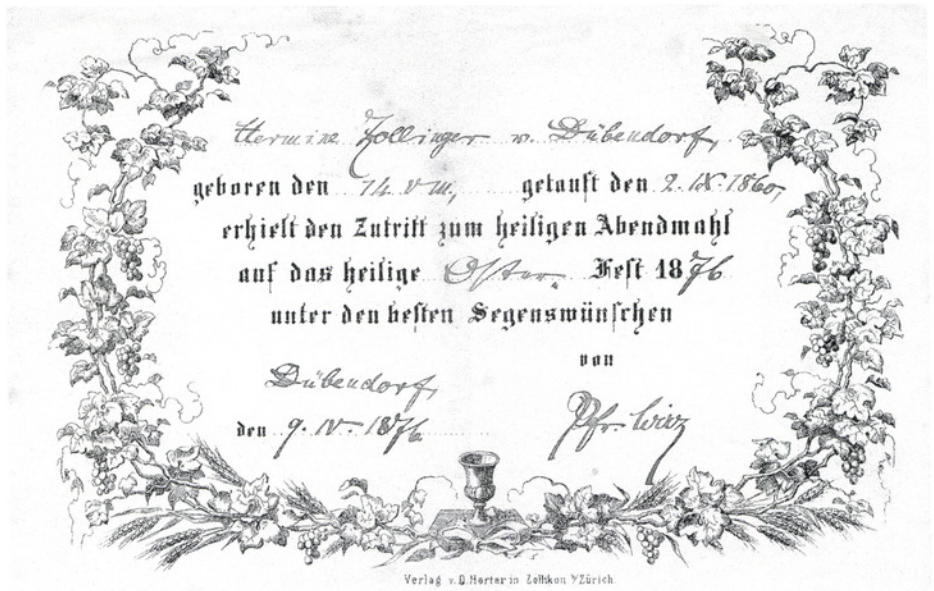 Hermine Zollinger v. Dübendorf,
geboren den 14. VIII., getauft den 2. IX. 1860,
erhielt den Zutritt zum heiligen Abendmahl
auf das heilige Oster- Fest 1876
unter den besten Segenswünschen
von
Dübendorf,
den 9. IV. 1876 Pfr. Wirz
Verlag v. D. Herter in Zollikon b/Zürich.